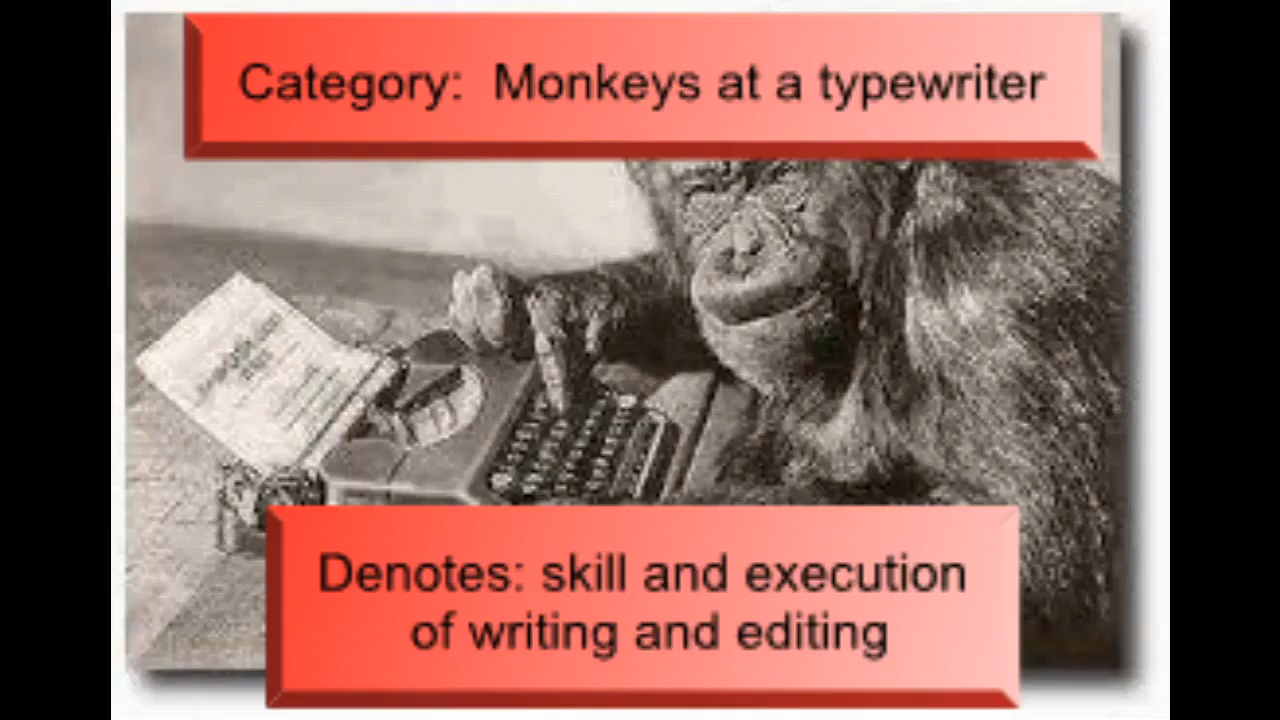 Category: Monkeys at a typewriter
Denotes: skill and execution
of writing and editing